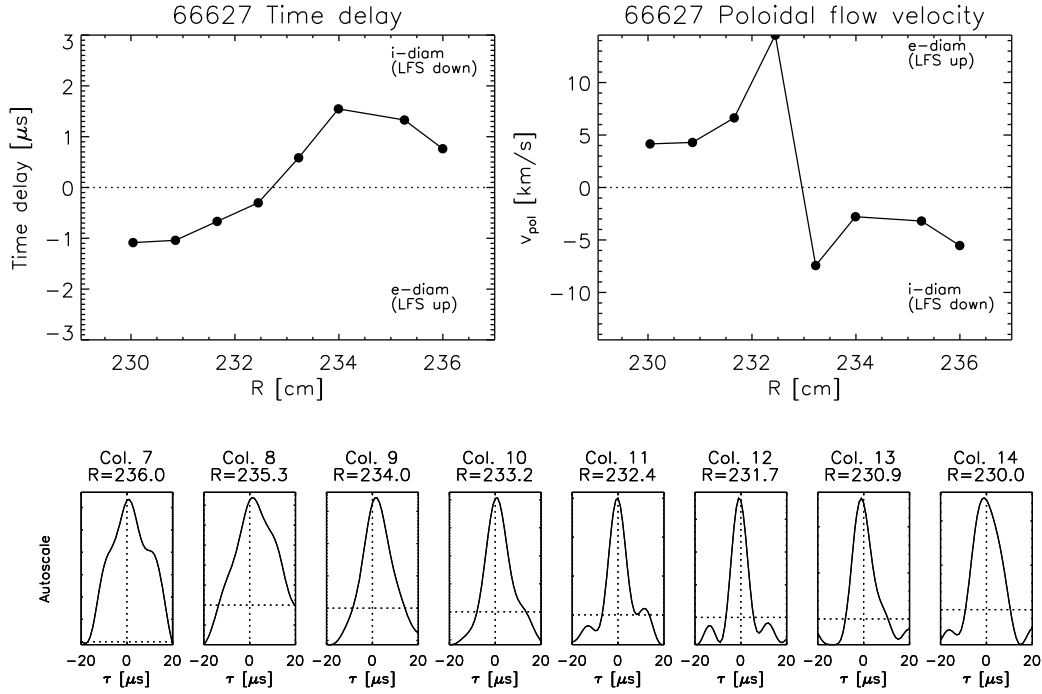 66627 Time delay
3
2
1
0
−1
−2
−3
Time delay [μs]
i−diam
(LFS down)
e−diam
(LFS up)
230
232
234
236
R [cm]
66627 Poloidal flow velocity
10
5
0
−5
−10
vpol [km/s]
e−diam
(LFS up)
i−diam
(LFS down)
230
232
234
236
R [cm]
Autoscale
Col. 7
R=236.0
−20 0 20
τ [μs]
Col. 8
R=235.3
−20 0 20
τ [μs]
Col. 9
R=234.0
−20 0 20
τ [μs]
Col. 10
R=233.2
−20 0 20
τ [μs]
Col. 11
R=232.4
−20 0 20
τ [μs]
Col. 12
R=231.7
−20 0 20
τ [μs]
Col. 13
R=230.9
−20 0 20
τ [μs]
Col. 14
R=230.0
−20 0 20
τ [μs]